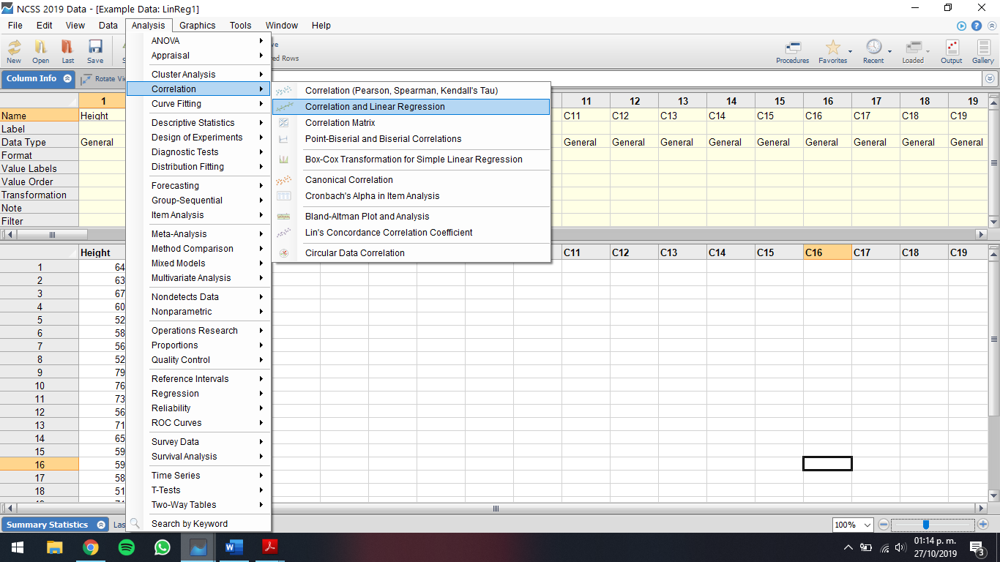 NCSS 2019 Data - [Example Data: LinReg1]
File Edit View Data Analysis Graphics Tools Window Help
New Open Last Save Procedures Favorites Recent Loaded Output Gallery
ed Rows
Column Info Rotate Vie
1 11 12 13 14 15 16 17 18 19
Name Height C11 C12 C13 C14 C15 C16 C17 C18 C19
Label
Data Type General General General General General General General General General General
Format
Value Labels
Value Order
Transformation
Note
Filter
ANOVA
Appraisal
Cluster Analysis
Correlation
Curve Fitting
Descriptive Statistics
Design of Experiments
Diagnostic Tests
Distribution Fitting
Forecasting
Group-Sequential
Item Analysis
Meta-Analysis
Method Comparison
Mixed Models
Multivariate Analysis
Nondetects Data
Nonparametric
Operations Research
Proportions
Quality Control
Reference Intervals
Regression
Reliability
ROC Curves
Survey Data
Survival Analysis
Time Series
T-Tests
Two-Way Tables
Search by Keyword
Correlation (Pearson, Spearman, Kendall's Tau)
Correlation and Linear Regression
Correlation Matrix
Point-Biserial and Biserial Correlations
Box-Cox Transformation for Simple Linear Regression
Canonical Correlation
Cronbach's Alpha in Item Analysis
Bland-Altman Plot and Analysis
Lin's Concordance Correlation Coefficient
Circular Data Correlation
Height C11 C12 C13 C14 C15 C16 C17 C18 C19
1 64
2 63
3 67
4 60
5 52
6 58
7 56
8 52
9 79
10 76
11 73
12 56
13 71
14 65
15 59
16 59
17 58
18 51
Summary Statistics Las 100%
01:14 p. m.
27/10/2019
3